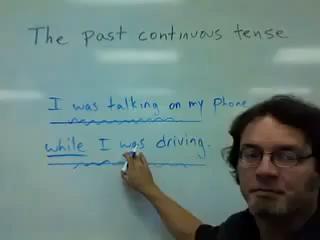 The past continuous tense
I was talking on my phone
while I was driving.